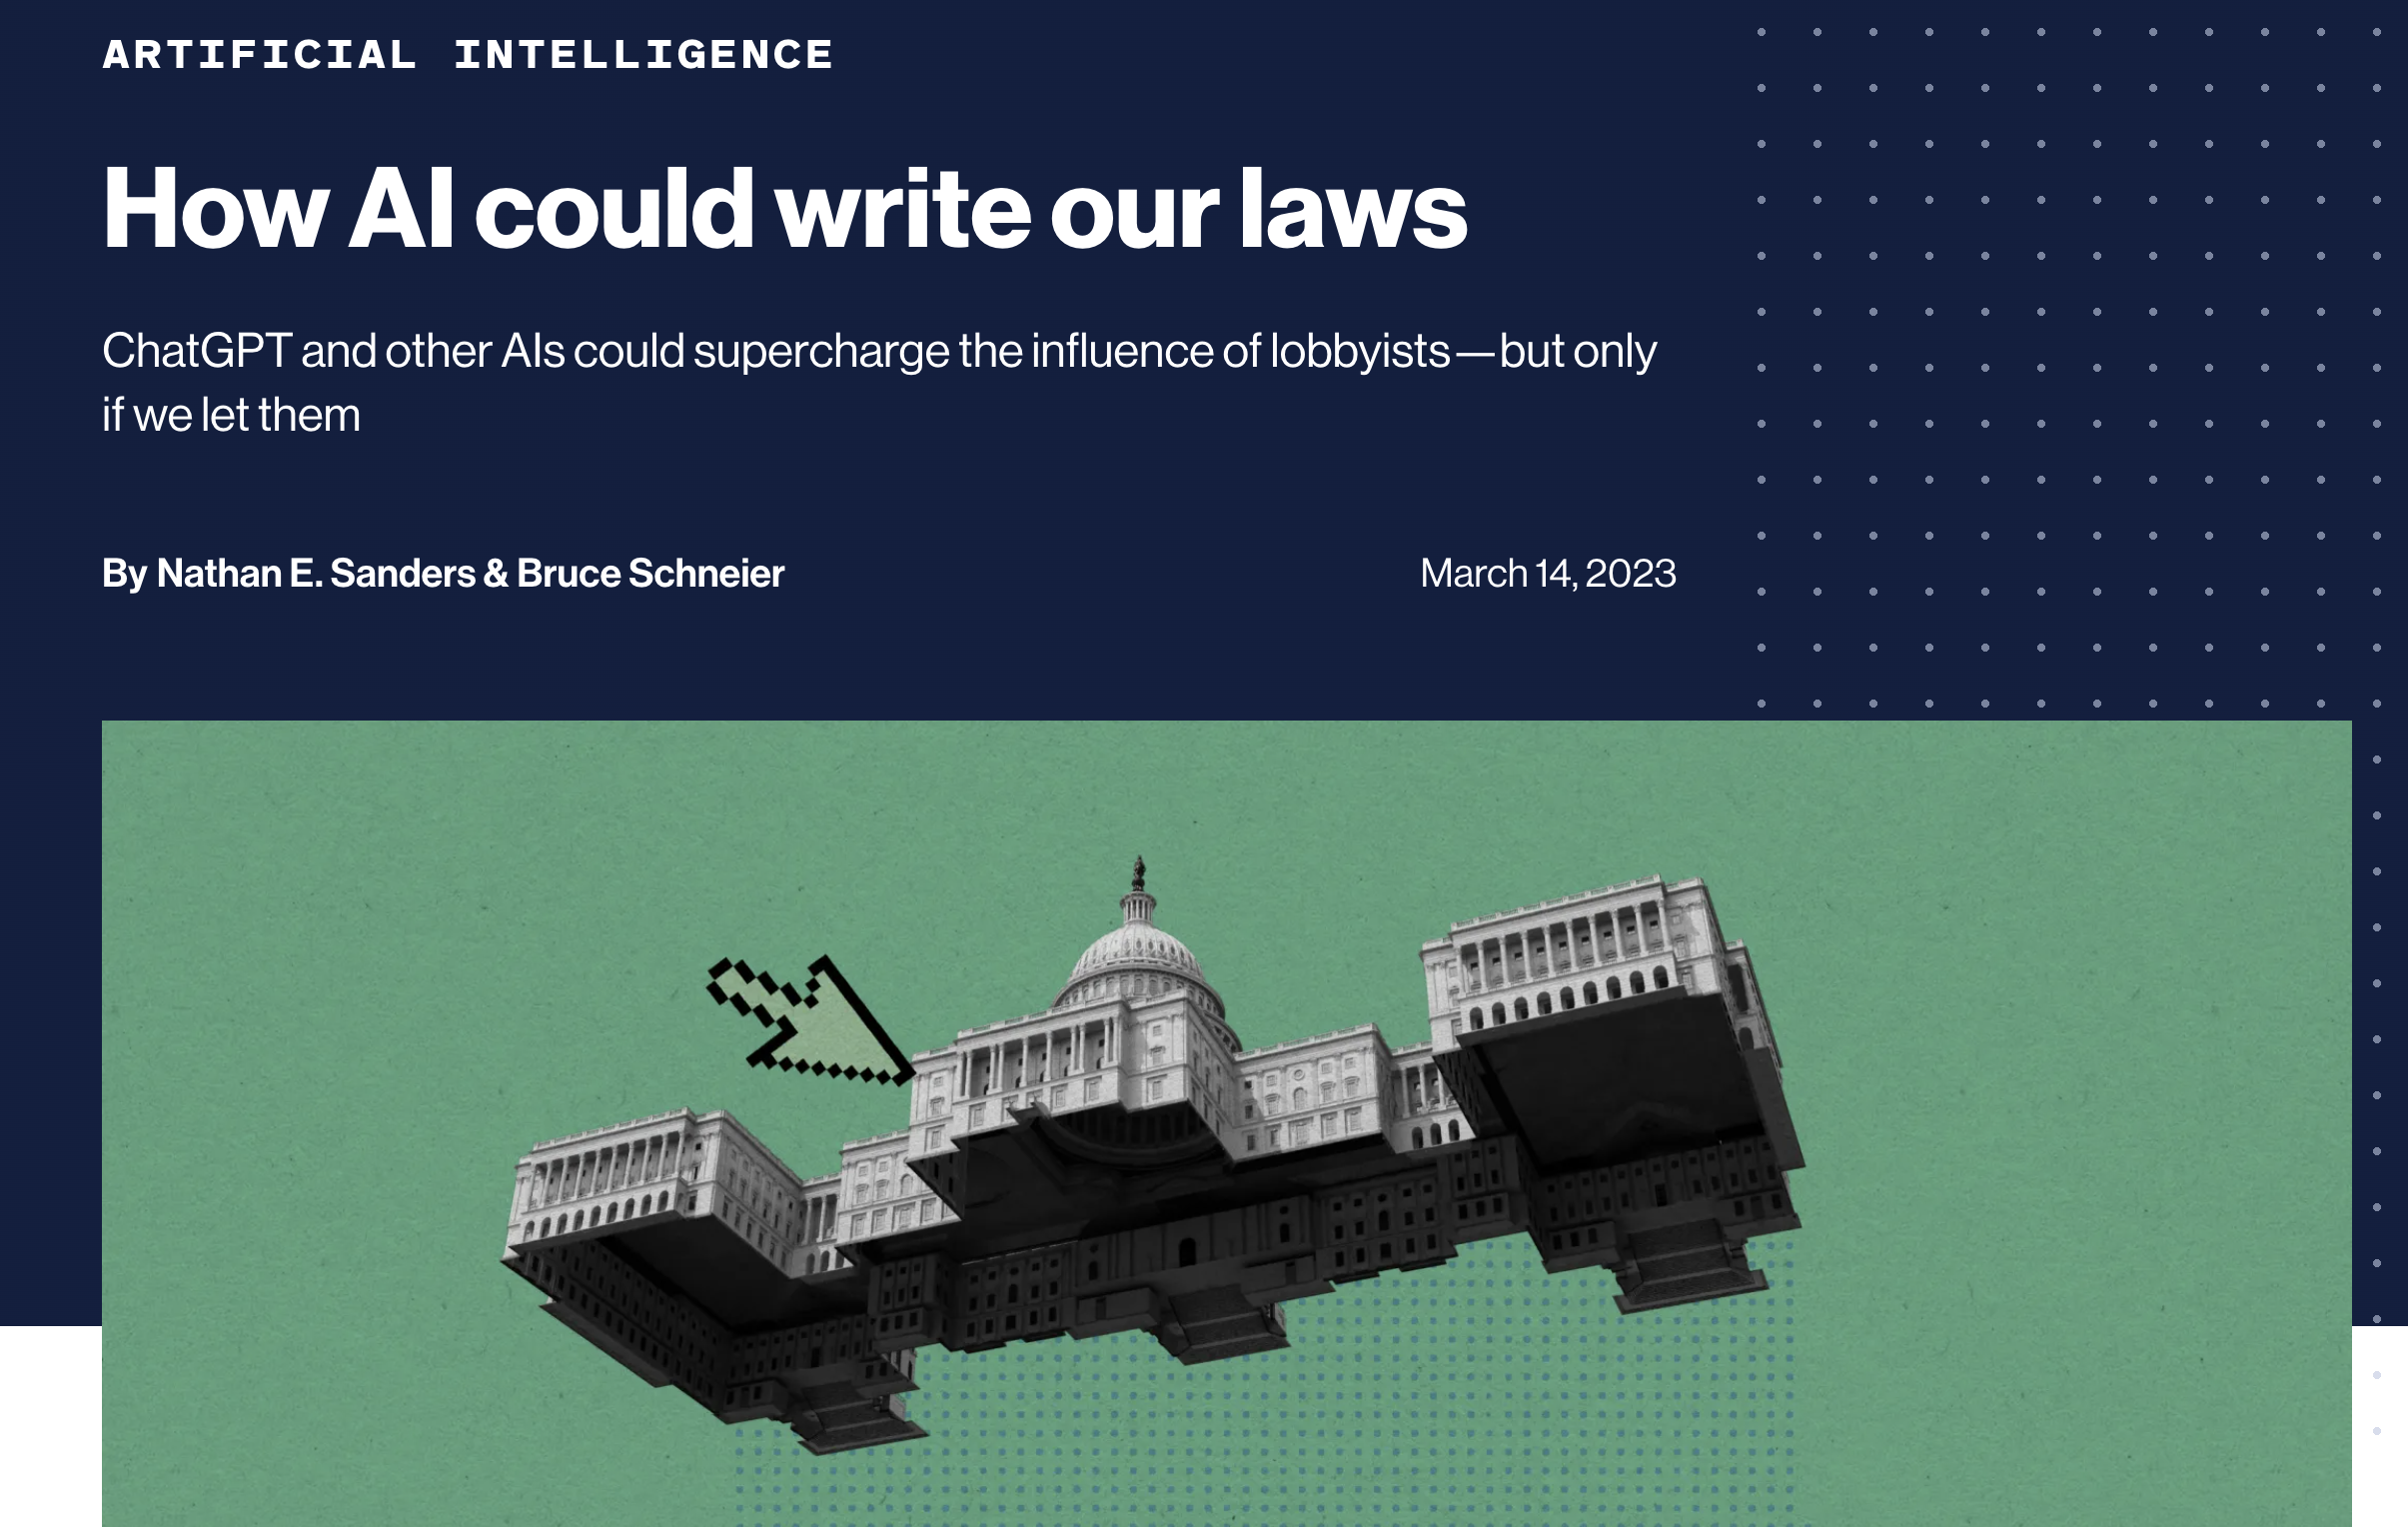 ARTIFICIAL INTELLIGENCE
How AI could write our laws
ChatGPT and other AIs could supercharge the influence of lobbyists—but only
if we let them
By Nathan E. Sanders & Bruce Schneier
March 14, 2023